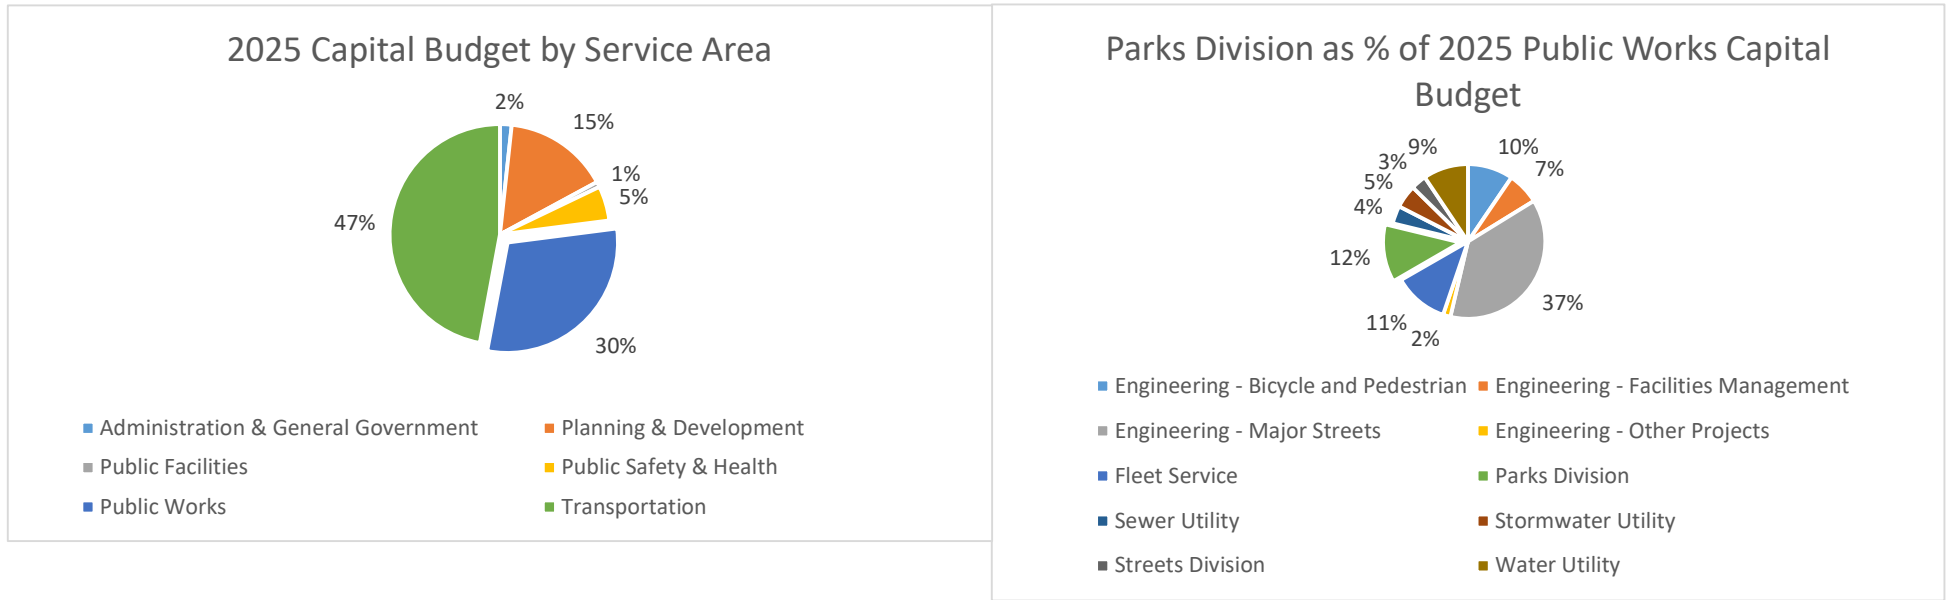 2025 Capital Budget by Service Area
2%
15%
1%
5%
47%
30%
Administration & General Government
Planning & Development
Public Facilities
Public Safety & Health
Public Works
Transportation
Parks Division as % of 2025 Public Works Capital
Budget
9%
10%
3%
7%
5%
4%
12%
37%
11%
2%
Engineering - Bicycle and Pedestrian
Engineering - Facilities Management
Engineering - Major Streets
Engineering - Other Projects
Fleet Service
Parks Division
Sewer Utility
Stormwater Utility
Streets Division
Water Utility